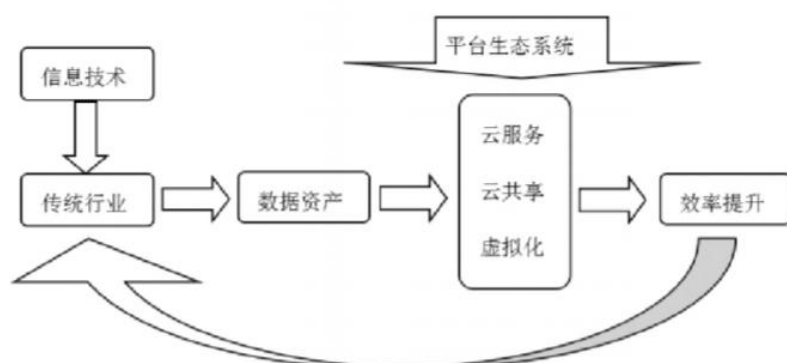 平台生态系统
信息技术
云服务
传统行业
数据资产
云共享
效率提升
虚拟化